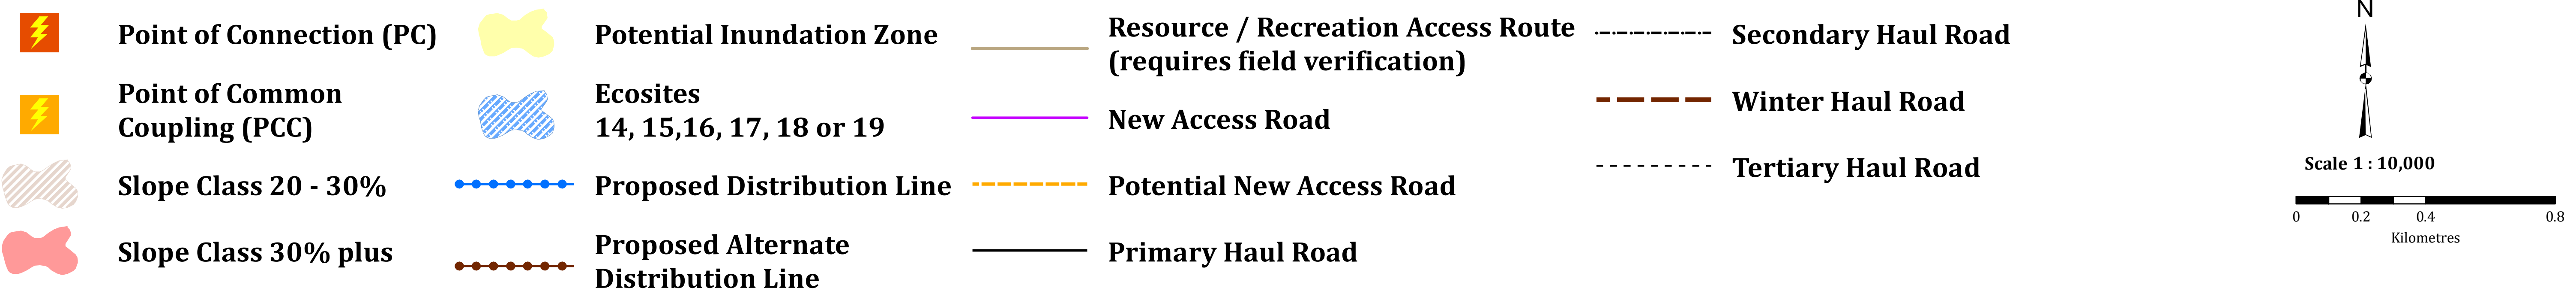 Point of Connection (PC)
Point of Common
Coupling (PCC)
Slope Class 20 - 30%
Slope Class 30% plus
Potential Inundation Zone
Ecosites
14, 15,16, 17, 18 or 19
Proposed Distribution Line
Proposed Alternate
Distribution Line
Resource / Recreation Access Route
(requires field verification)
New Access Road
Potential New Access Road
Primary Haul Road
Secondary Haul Road
Winter Haul Road
Tertiary Haul Road
N
Scale 1 : 10,000
0 0.2 0.4 0.8
Kilometres